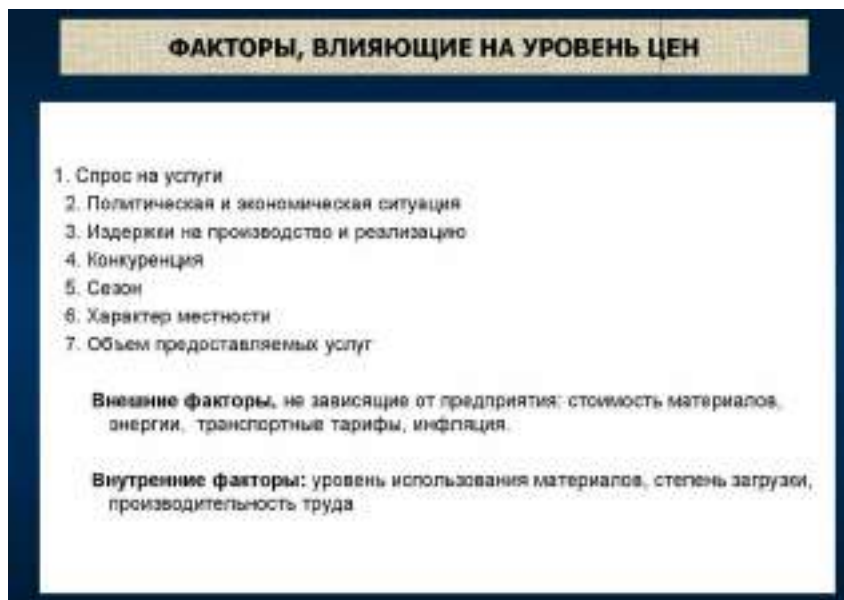 ФАКТОРЫ, ВЛИЯЮЩИЕ НА УРОВЕНЬ ЦЕН
1. Спрос на услуги
2. Политическая и экономическая ситуация
3. Издержки на производство и реализацию
4. Конкуренция
5. Сезон
6. Характер местности
7. Объем предоставляемых услуг
Внешние факторы, не зависящие от предприятия: стоимость материалов,
энергии, транспортные тарифы, инфляция.
Внутренние факторы: уровень использования материалов, степень загрузки,
производительность труда